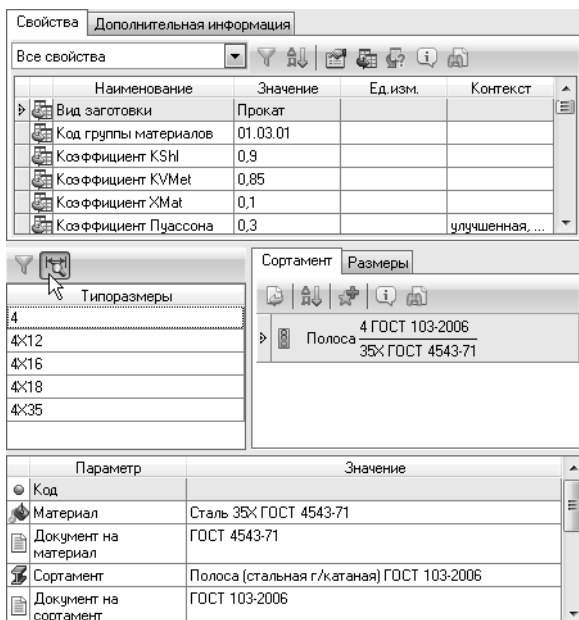 Свойства Дополнительная информация
Все свойства
Наименование Значение Ед.изм. Контекст
Вид заготовки Прокат
Код группы материалов 01.03.01
Коэффициент KShl 0,9
Коэффициент KVMet 0,85
Коэффициент XMat 0,1
Коэффициент Пуассона 0,3 улучшенная, ...
Типоразмеры
4
4X12
4X16
4X18
4X35
Сортамент Размеры
4 ГОСТ 103-2006
Полоса
35Х ГОСТ 4543-71
Параметр Значение
Код
Материал Сталь 35Х ГОСТ 4543-71
Документ на ГОСТ 4543-71
материал
Сортамент Полоса (стальная г/катаная) ГОСТ 103-2006
Документ на ГОСТ 103-2006
сортамент